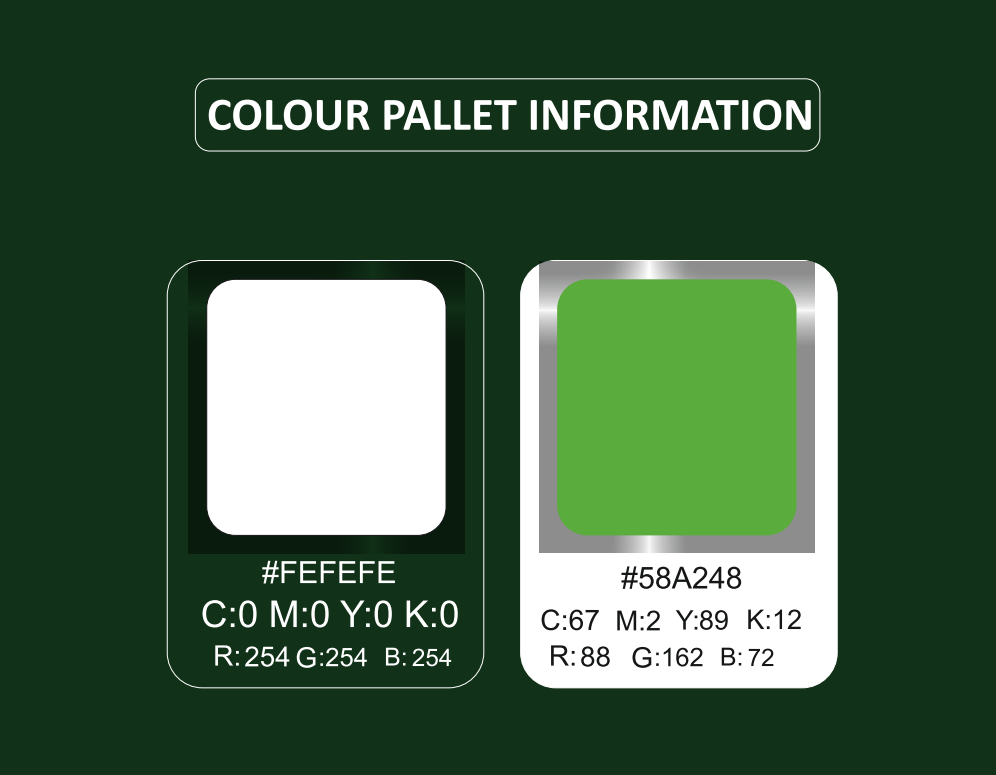 COLOUR PALLET INFORMATION
#FEFEFE
C:0 M:0 Y:0 K:0
R:254 G:254 B:254
#58A248
C:67 M:2 Y:89 K:12
R:88 G:162 B:72